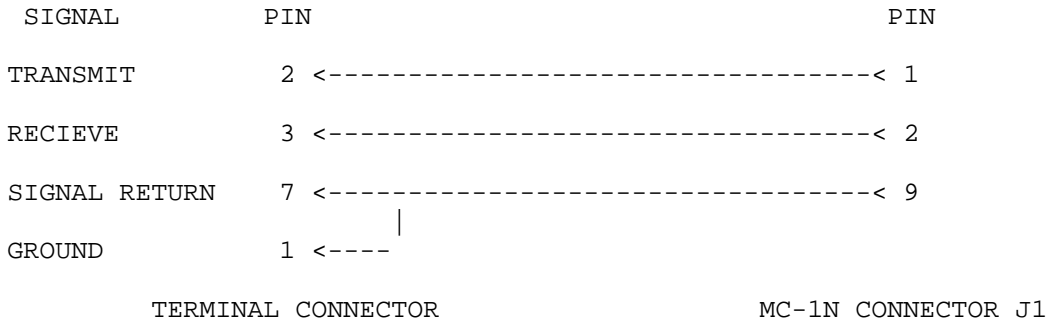 SIGNAL PIN PIN
TRANSMIT 2 <----------------------------------< 1
RECIEVE 3 <----------------------------------< 2
SIGNAL RETURN 7 <----------------------------------< 9
|
GROUND 1 <----
TERMINAL CONNECTOR MC-1N CONNECTOR J1